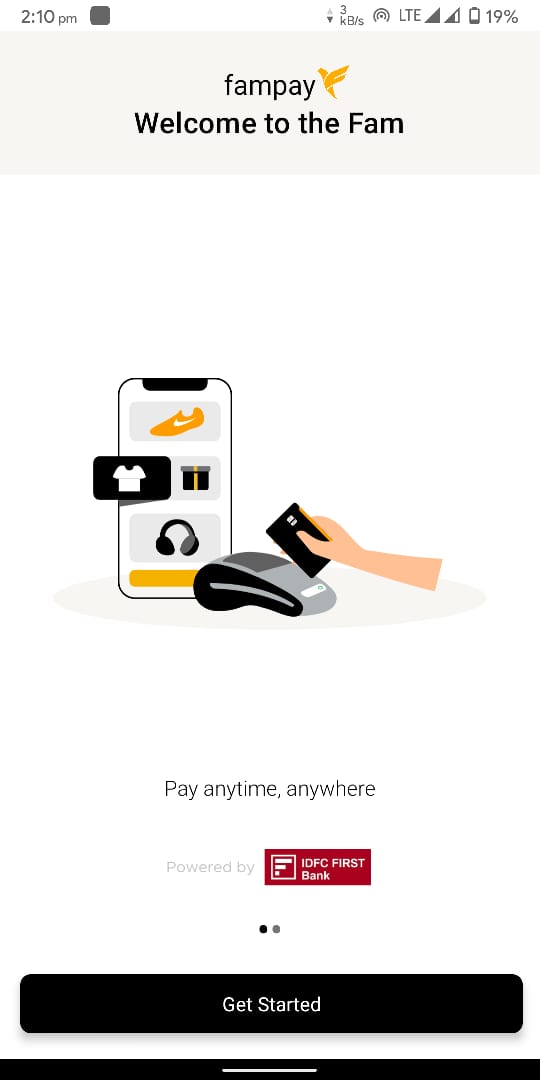 2:10 pm
3
kB/s
LTE
19%
fampay
Welcome to the Fam
Pay anytime, anywhere
Powered by
IDFC FIRST
Bank
Get Started